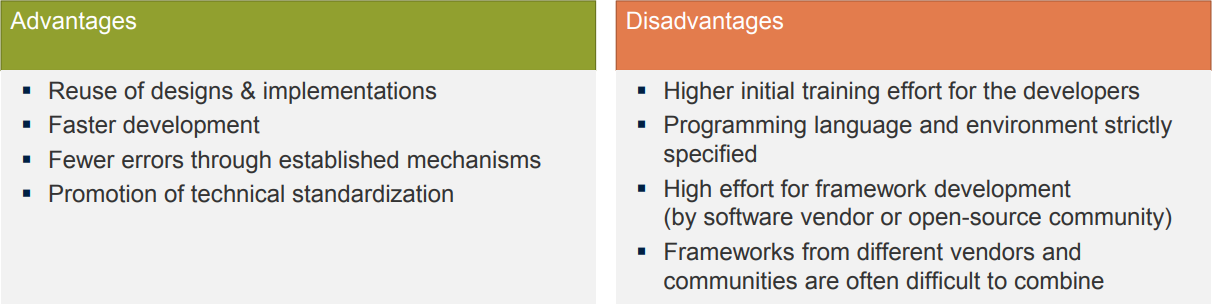 Advantages
▪ Reuse of designs & implementations
▪ Faster development
▪ Fewer errors through established mechanisms
▪ Promotion of technical standardization
Disadvantages
▪ Higher initial training effort for the developers
▪ Programming language and environment strictly
specified
▪ High effort for framework development
(by software vendor or open-source community)
▪ Frameworks from different vendors and
communities are often difficult to combine